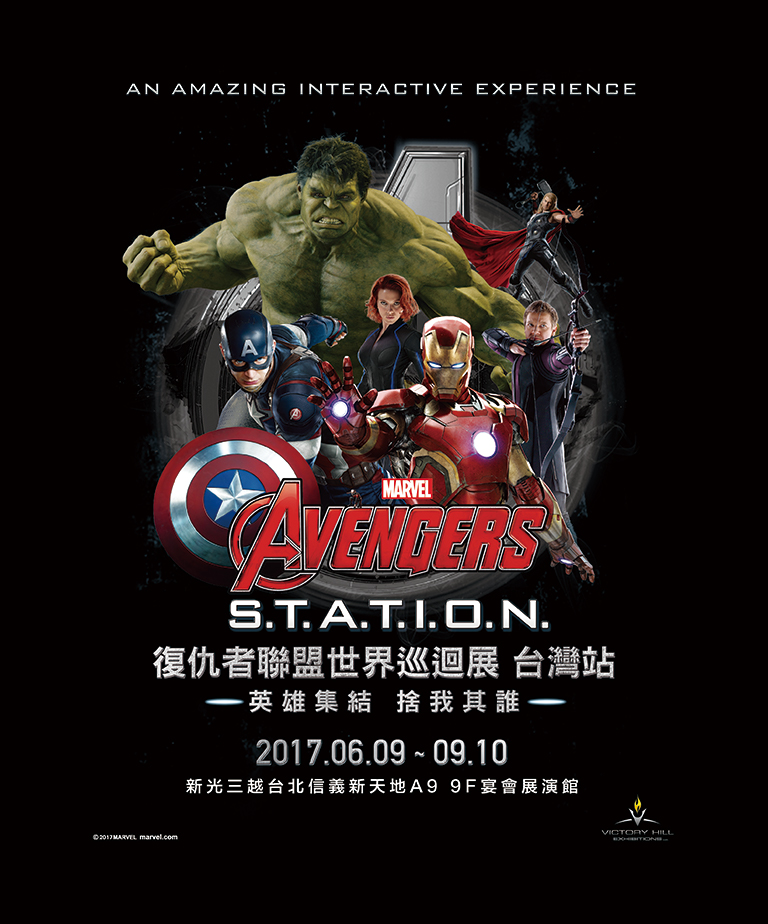 AN AMAZING INTERACTIVE EXPERIENCE
A
A
MARVEL
AVENGERS
S.T.A.T.I.O.N.
復仇者聯盟世界巡迴展 台灣站
英雄集結 捨我其誰
2017.06.09 ~ 09.10
新光三越台北信義新天地A9 9F宴會展演館
©2017 MARVEL marvel.com
VICTORY HILL
EXHIBITIONS